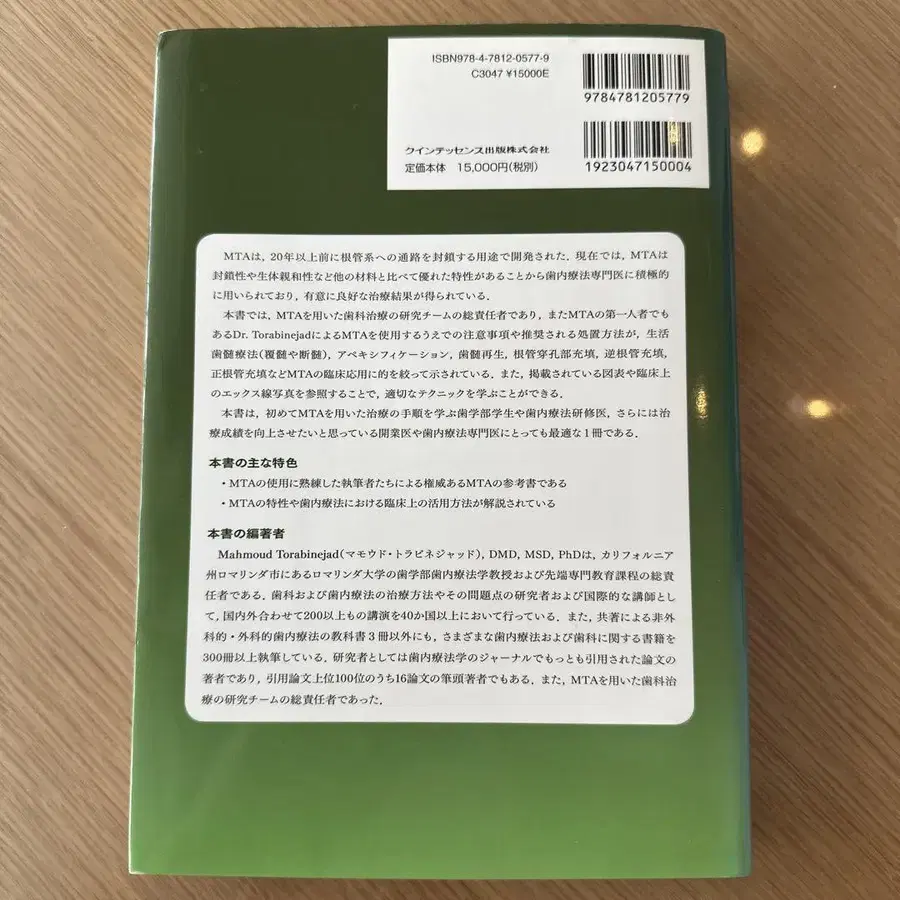 ISBN978-4-7812-0577-9
C3047 ¥15000E
9784781205779
クインテッセンス出版株式会社
定価本体 15,000円(税別)
1923047150004
MTAは，20年以上前に根管系への通路を封鎖する用途で開発された．現在では，MTAは
封鎖性や生体親和性など他の材料と比べて優れた特性があることから歯内療法専門医に積極的
に用いられており，有意に良好な治療結果が得られている．
本書では，MTAを用いた歯科治療の研究チームの総責任者であり，またMTAの第一人者でも
あるDr. TorabinejadによるMTAを使用するうえでの注意事項や推奨される処置方法が，生活
歯髄療法(覆髄や断髄)，アペキシフィケーション，歯髄再生，根管穿孔部充填，逆根管充填，
正根管充填などMTAの臨床応用に的を絞って示されている．また，掲載されている図表や臨床上
のエックス線写真を参照することで，適切なテクニックを学ぶことができる．
本書は，初めてMTAを用いた治療の手順を学ぶ歯学部学生や歯内療法研修医，さらには治
療成績を向上させたいと思っている開業医や歯内療法専門医にとっても最適な1冊である．
本書の主な特色
・MTAの使用に熟練した執筆者たちによる権威あるMTAの参考書である
・MTAの特性や歯内療法における臨床上の活用方法が解説されている
本書の編著者
Mahmoud Torabinejad(マモウド・トラビネジャッド)，DMD, MSD, PhDは，カリフォルニア
州ロマリンダ市にあるロマリンダ大学の歯学部歯内療法学教授および先端専門教育課程の総責
任者である．歯科および歯内療法の治療方法やその問題点の研究者および国際的な講師とし
て，国内外合わせて200以上もの講演を40か国以上において行っている．また，共著による非外
科的・外科的歯内療法の教科書3冊以外にも，さまざまな歯内療法および歯科に関する書籍を
300冊以上執筆している．研究者としては歯内療法学のジャーナルでもっとも引用された論文の
著者であり，引用論文上位100位のうち16論文の筆頭著者でもある．また，MTAを用いた歯科治
療の研究チームの総責任者であった．